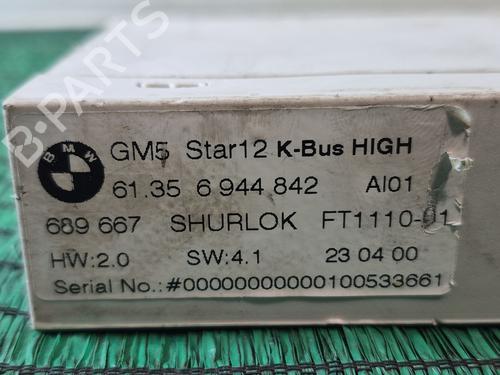 B-PARTS
BMW
GM5 Star12 K-Bus HIGH
61.35 6 944 842 AI01
689 667 SHURLOK FT1110-01
HW:2.0 SW:4.1 23 04 00
Serial No.:#00000000000100533661